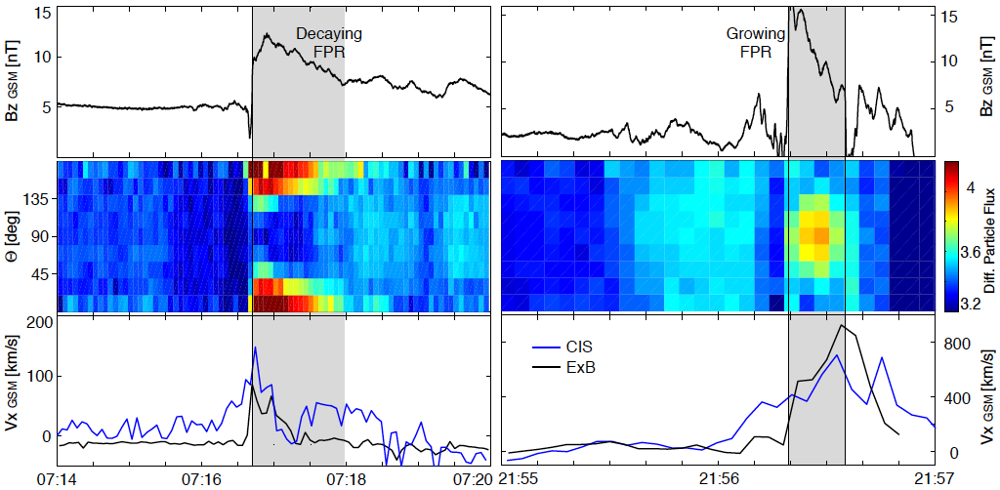 15
10
5
Bz GSM [nT]
Decaying
FPR
Growing
FPR
15
10
5
Bz GSM [nT]
135
90
45
Θ [deg]
4
3.6
3.2
Diff. Particle Flux
200
100
0
Vx GSM [km/s]
CIS
ExB
800
400
0
Vx GSM [km/s]
07:14
07:16
07:18
07:20
21:55
21:56
21:57